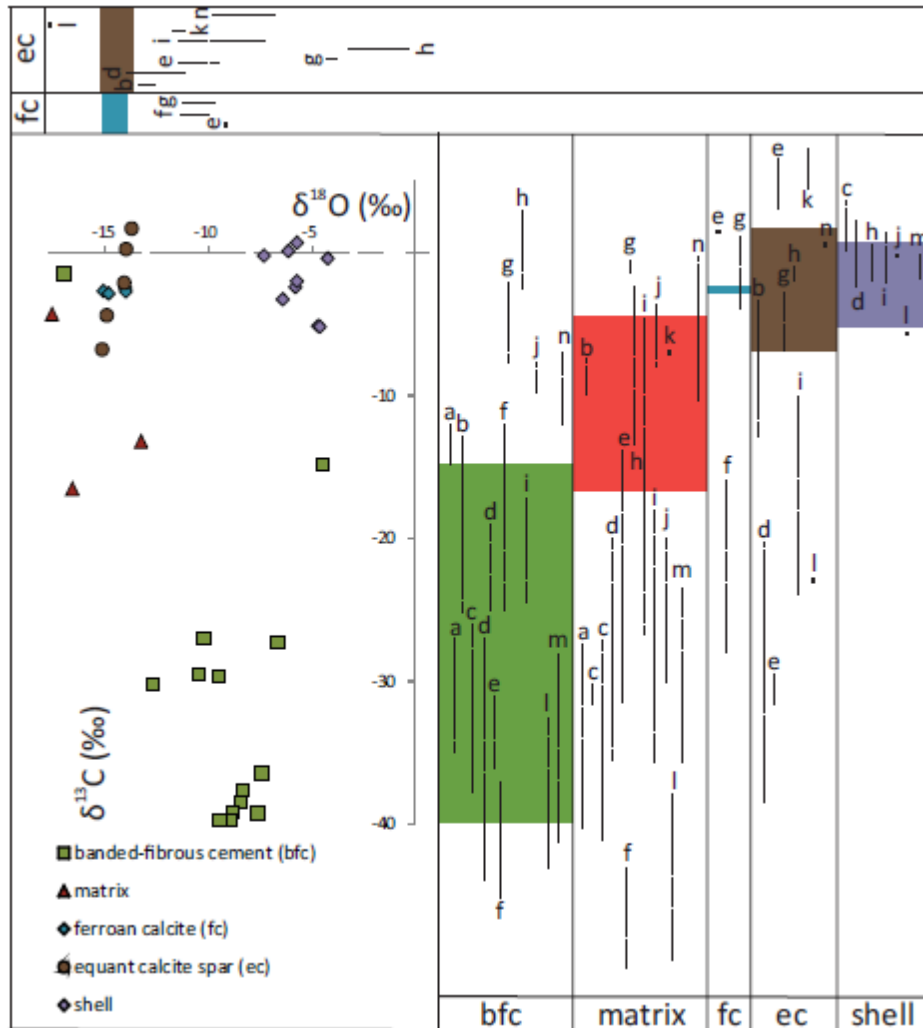 ec
l
d
b
e
i
k
n
g
h
fc
f
g
e
δ18O (‰)
-15
-10
-5
-10
-20
-30
-40
δ13C (‰)
banded-fibrous cement (bfc)
matrix
ferroan calcite (fc)
equant calcite spar (ec)
shell
h
g
j
n
a
b
f
i
d
a
c
d
m
e
l
f
g
n
j
i
k
b
e
h
i
d
j
m
a
c
c
l
f
e
g
f
e
k
n
h
g
b
i
d
l
e
c
h
j
m
d
i
l
bfc
matrix
fc
ec
shell